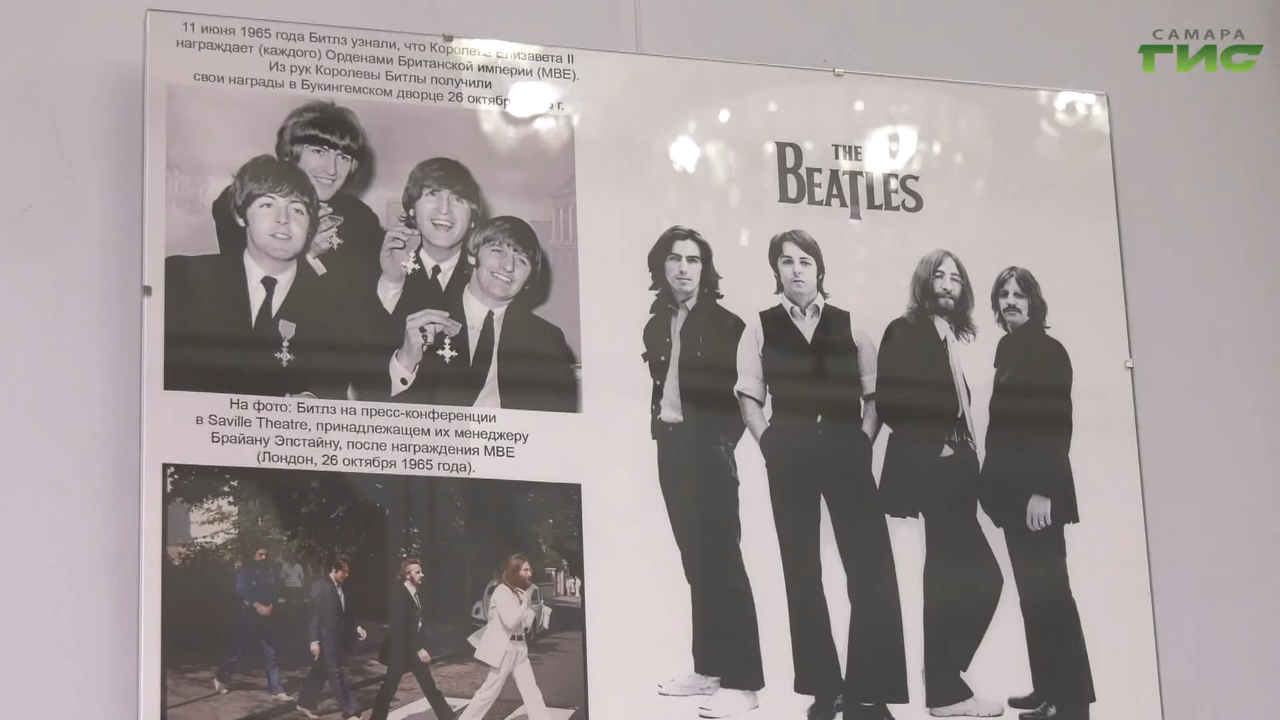 11 июня 1965 года Битлз узнали, что Королева Елизавета II
награждает (каждого) Орденами Британской империи (MBE).
Из рук Королевы Битлы получили
свои награды в Букингемском дворце 26 октября г.
На фото: Битлз на пресс-конференции
в Saville Theatre, принадлежащем их менеджеру
Брайану Эпстайну, после награждения MBE
(Лондон, 26 октября 1965 года).
THE
BEATLES
САМАРА
ГИС